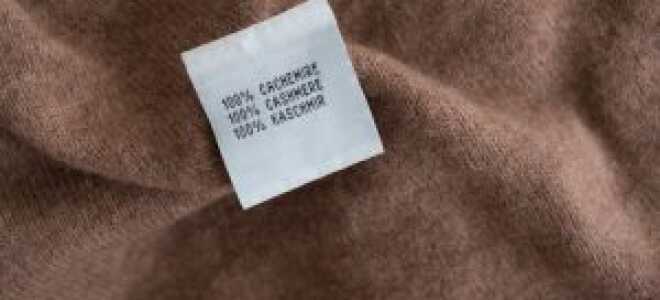 100% CACHEMIRE
100% CASHMERE
100% KASCHMIR